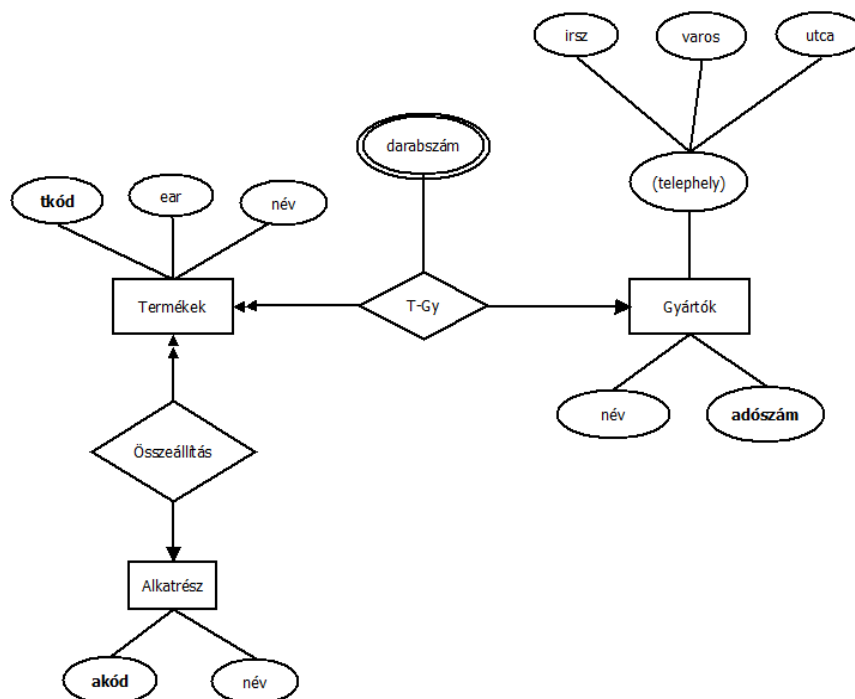 irsz
varos
utca
darabszám
(telephely)
tkód
ear
név
Termékek
T-Gy
Gyártók
név
adószám
Összeállítás
Alkatrész
akód
név